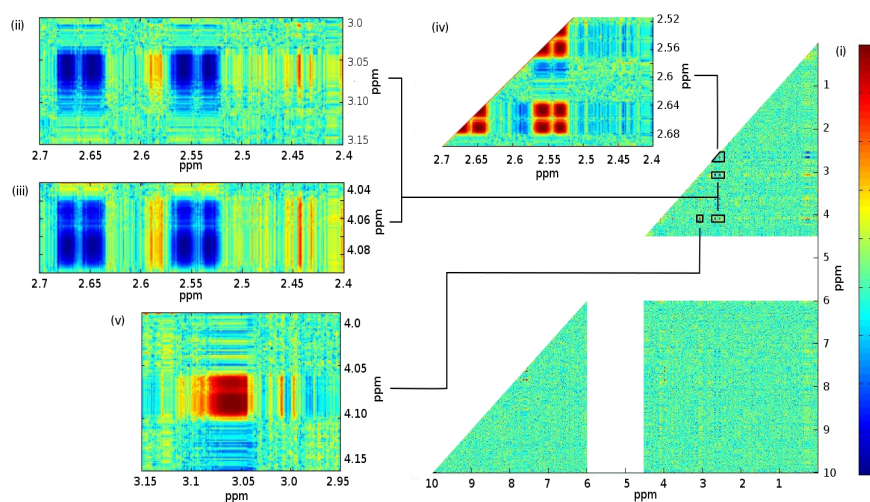 (ii)
3.0
3.05
3.10
3.15
ppm
2.7 2.65 2.6 2.55 2.5 2.45 2.4
ppm
(iii)
4.04
4.06
4.08
ppm
2.7 2.65 2.6 2.55 2.5 2.45 2.4
ppm
(iv)
2.52
2.56
2.6
2.64
2.68
ppm
2.7 2.65 2.6 2.55 2.5 2.45 2.4
ppm
(v)
4.0
4.05
4.10
4.15
ppm
3.15 3.1 3.05 3.0 2.95
ppm
(i)
1
2
3
4
5
6
7
8
9
10
ppm
10 9 8 7 6 5 4 3 2 1
ppm